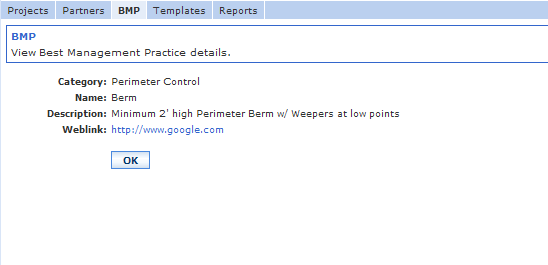 Projects Partners BMP Templates Reports
BMP
View Best Management Practice details.
Category: Perimeter Control
Name: Berm
Description: Minimum 2' high Perimeter Berm w/ Weepers at low points
Weblink: http://www.google.com
OK